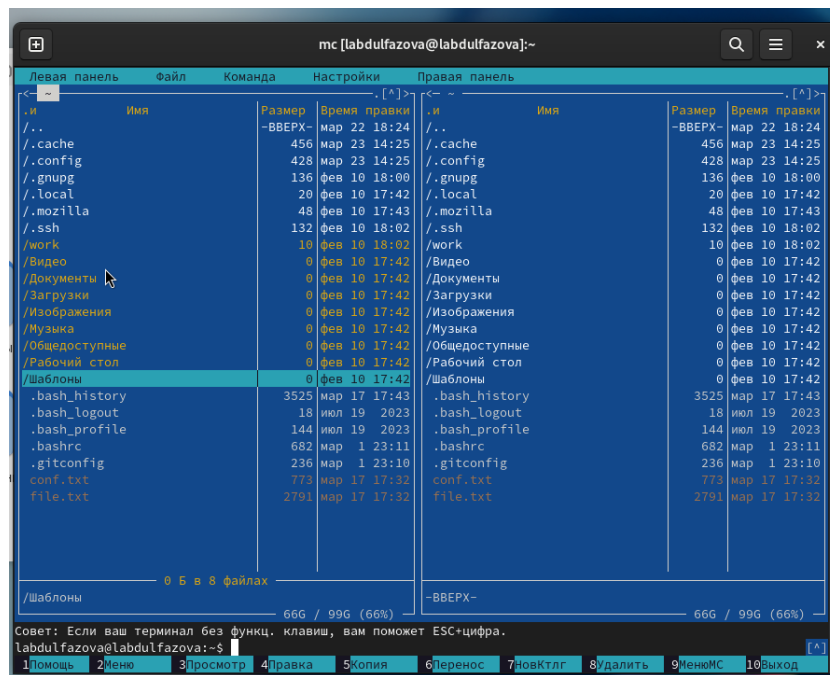 mc [labdulfazova@labdulfazova]:~
Левая панель Файл Команда Настройки Правая панель
<— ~ .[^]>
.и Имя Размер Время правки
/.. -ВВЕРХ- мар 22 18:24
/.cache 456 мар 23 14:25
/.config 428 мар 23 14:25
/.gnupg 136 фев 10 18:00
/.local 20 фев 10 17:42
/.mozilla 48 фев 10 17:43
/.ssh 132 фев 10 18:02
/work 10 фев 10 18:02
/Видео 0 фев 10 17:42
/Документы 0 фев 10 17:42
/Загрузки 0 фев 10 17:42
/Изображения 0 фев 10 17:42
/Музыка 0 фев 10 17:42
/Общедоступные 0 фев 10 17:42
/Рабочий стол 0 фев 10 17:42
/Шаблоны 0 фев 10 17:42
.bash_history 3525 мар 17 17:43
.bash_logout 18 июл 19 2023
.bash_profile 144 июл 19 2023
.bashrc 682 мар 1 23:11
.gitconfig 236 мар 1 23:10
conf.txt 773 мар 17 17:32
file.txt 2791 мар 17 17:32
0 Б в 8 файлах
/Шаблоны
66G / 99G (66%)
<— ~ .[^]>
.и Имя Размер Время правки
/.. -ВВЕРХ- мар 22 18:24
/.cache 456 мар 23 14:25
/.config 428 мар 23 14:25
/.gnupg 136 фев 10 18:00
/.local 20 фев 10 17:42
/.mozilla 48 фев 10 17:43
/.ssh 132 фев 10 18:02
/work 10 фев 10 18:02
/Видео 0 фев 10 17:42
/Документы 0 фев 10 17:42
/Загрузки 0 фев 10 17:42
/Изображения 0 фев 10 17:42
/Музыка 0 фев 10 17:42
/Общедоступные 0 фев 10 17:42
/Рабочий стол 0 фев 10 17:42
/Шаблоны 0 фев 10 17:42
.bash_history 3525 мар 17 17:43
.bash_logout 18 июл 19 2023
.bash_profile 144 июл 19 2023
.bashrc 682 мар 1 23:11
.gitconfig 236 мар 1 23:10
conf.txt 773 мар 17 17:32
file.txt 2791 мар 17 17:32
-ВВЕРХ-
66G / 99G (66%)
Совет: Если ваш терминал без функц. клавиш, вам поможет ESC+цифра.
labdulfazova@labdulfazova:~$ [^]
1Помощь 2Меню 3Просмотр 4Правка 5Копия 6Перенос 7НовКтлг 8Удалить 9МенюМС 10Выход